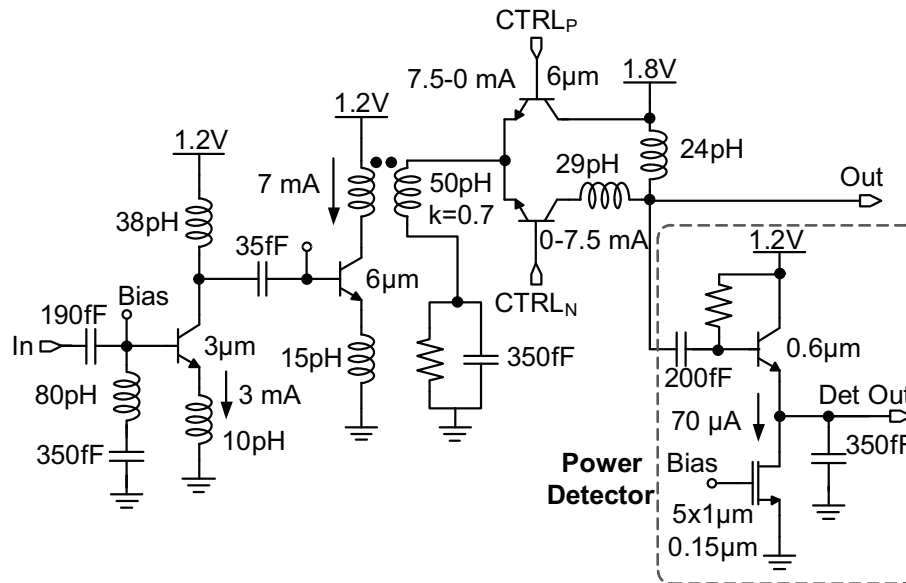 CTRLP
7.5-0 mA
6µm
1.8V
1.2V
1.2V
7 mA
50pH
k=0.7
29pH
24pH
Out
38pH
35fF
0-7.5 mA
CTRLN
1.2V
Bias
190fF
In
3µm
6µm
15pH
350fF
200fF
0.6µm
80pH
3 mA
10pH
350fF
70 µA
Det Out
350fF
Power
Detector
Bias
5x1µm
0.15µm